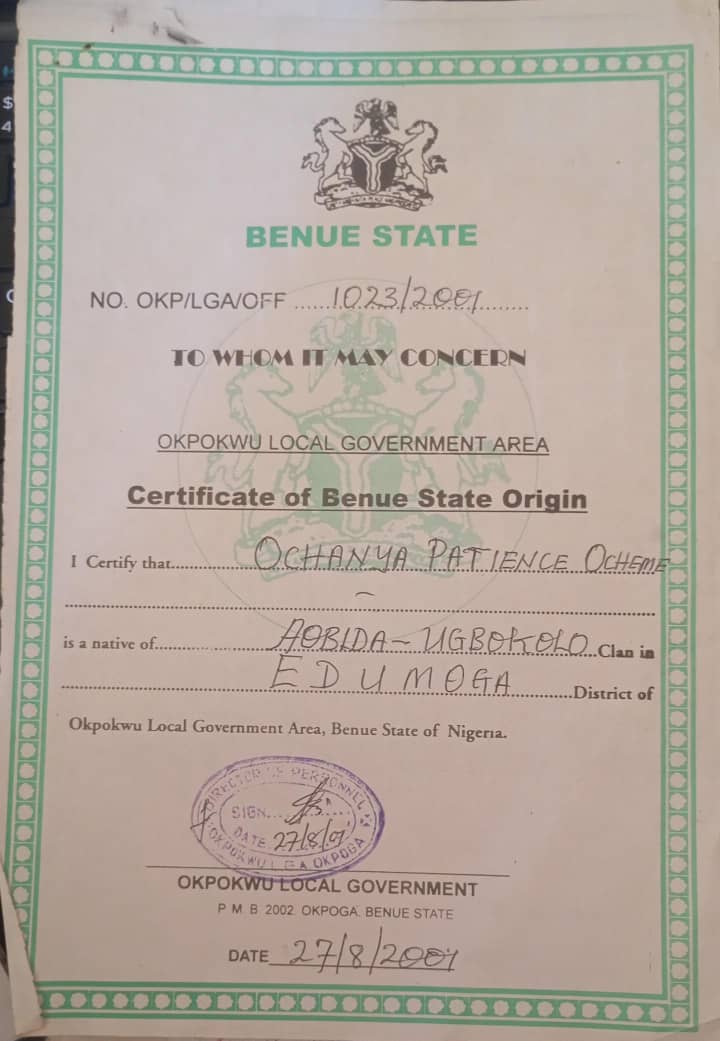 BENUE STATE
NO. OKP/LGA/OFF ......1023/2001........
TO WHOM IT MAY CONCERN
OKPOKWU LOCAL GOVERNMENT AREA
Certificate of Benue State Origin
I Certify that....................OCHANYA PATIENCE OCHEME
is a native of......................AOBIDA - UGBOKOLO...Clan in
EDUMOGA............District of
Okpokwu Local Government Area, Benue State of Nigeria.
DIRECTOR OF PERSONNEL
SIGN.
DATE 27/8/01
OKPOKWU L.G.A OKPOGA
OKPOKWU LOCAL GOVERNMENT
P M B 2002 OKPOGA. BENUE STATE
DATE 27/8/2001